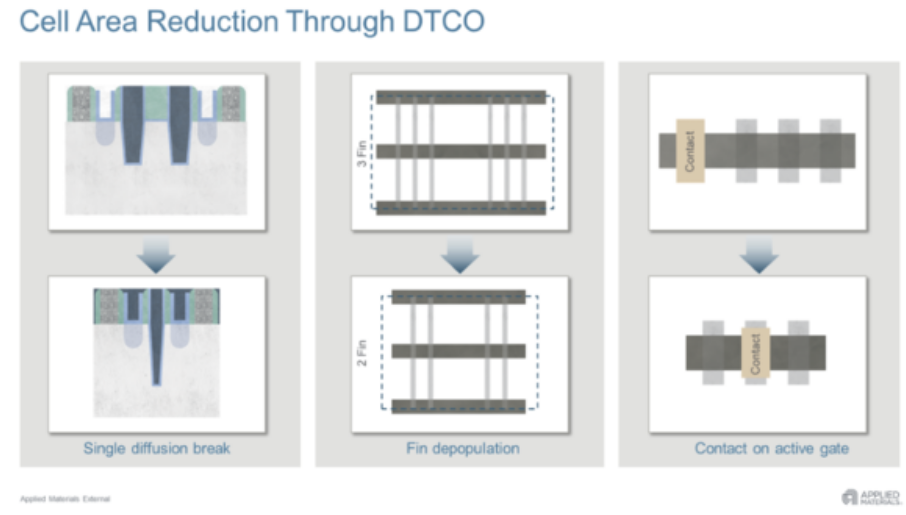 Cell Area Reduction Through DTCO
3 Fin
Contact
2 Fin
Contact
Single diffusion break
Fin depopulation
Contact on active gate
Applied Materials External
APPLIED
MATERIALS